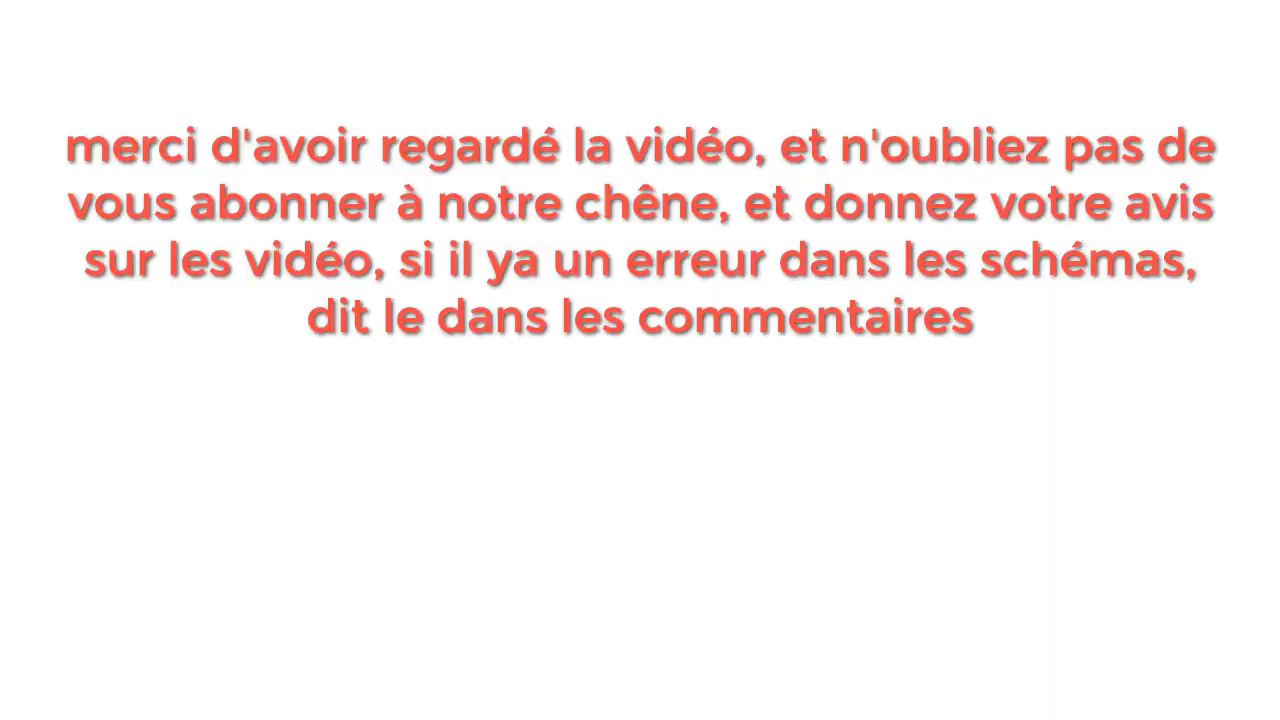 merci d'avoir regardé la vidéo, et n'oubliez pas de
vous abonner à notre chêne, et donnez votre avis
sur les vidéo, si il ya un erreur dans les schémas,
dit le dans les commentaires